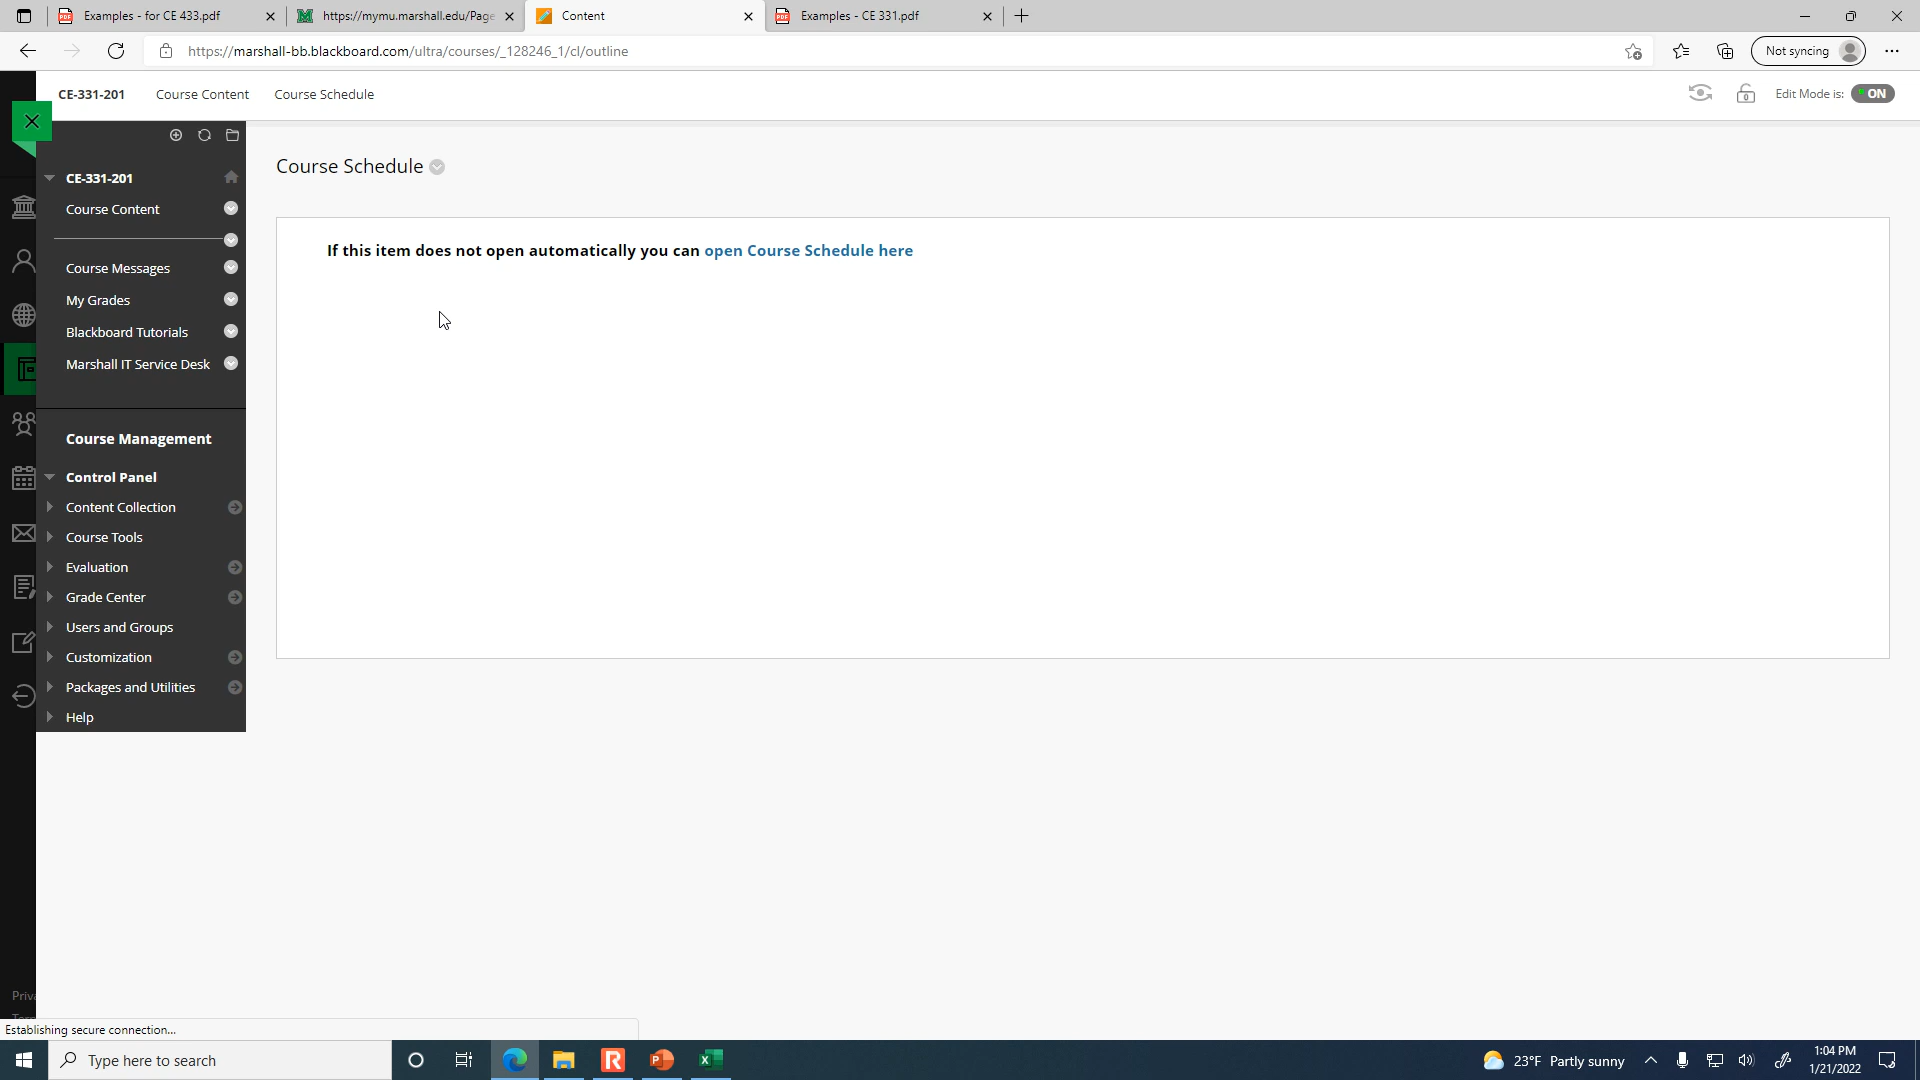 Examples - for CE 433.pdf
https://mymu.marshall.edu/Page
Content
Examples - CE 331.pdf
https://marshall-bb.blackboard.com/ultra/courses/_128246_1/cl/outline
Not syncing
CE-331-201
Course Content
Course Schedule
Edit Mode is:
ON
CE-331-201
Course Content
Course Messages
My Grades
Blackboard Tutorials
Marshall IT Service Desk
Course Management
Control Panel
Content Collection
Course Tools
Evaluation
Grade Center
Users and Groups
Customization
Packages and Utilities
Help
Course Schedule
If this item does not open automatically you can open Course Schedule here
Priva
Establishing secure connection...
Type here to search
23°F Partly sunny
1:04 PM
1/21/2022